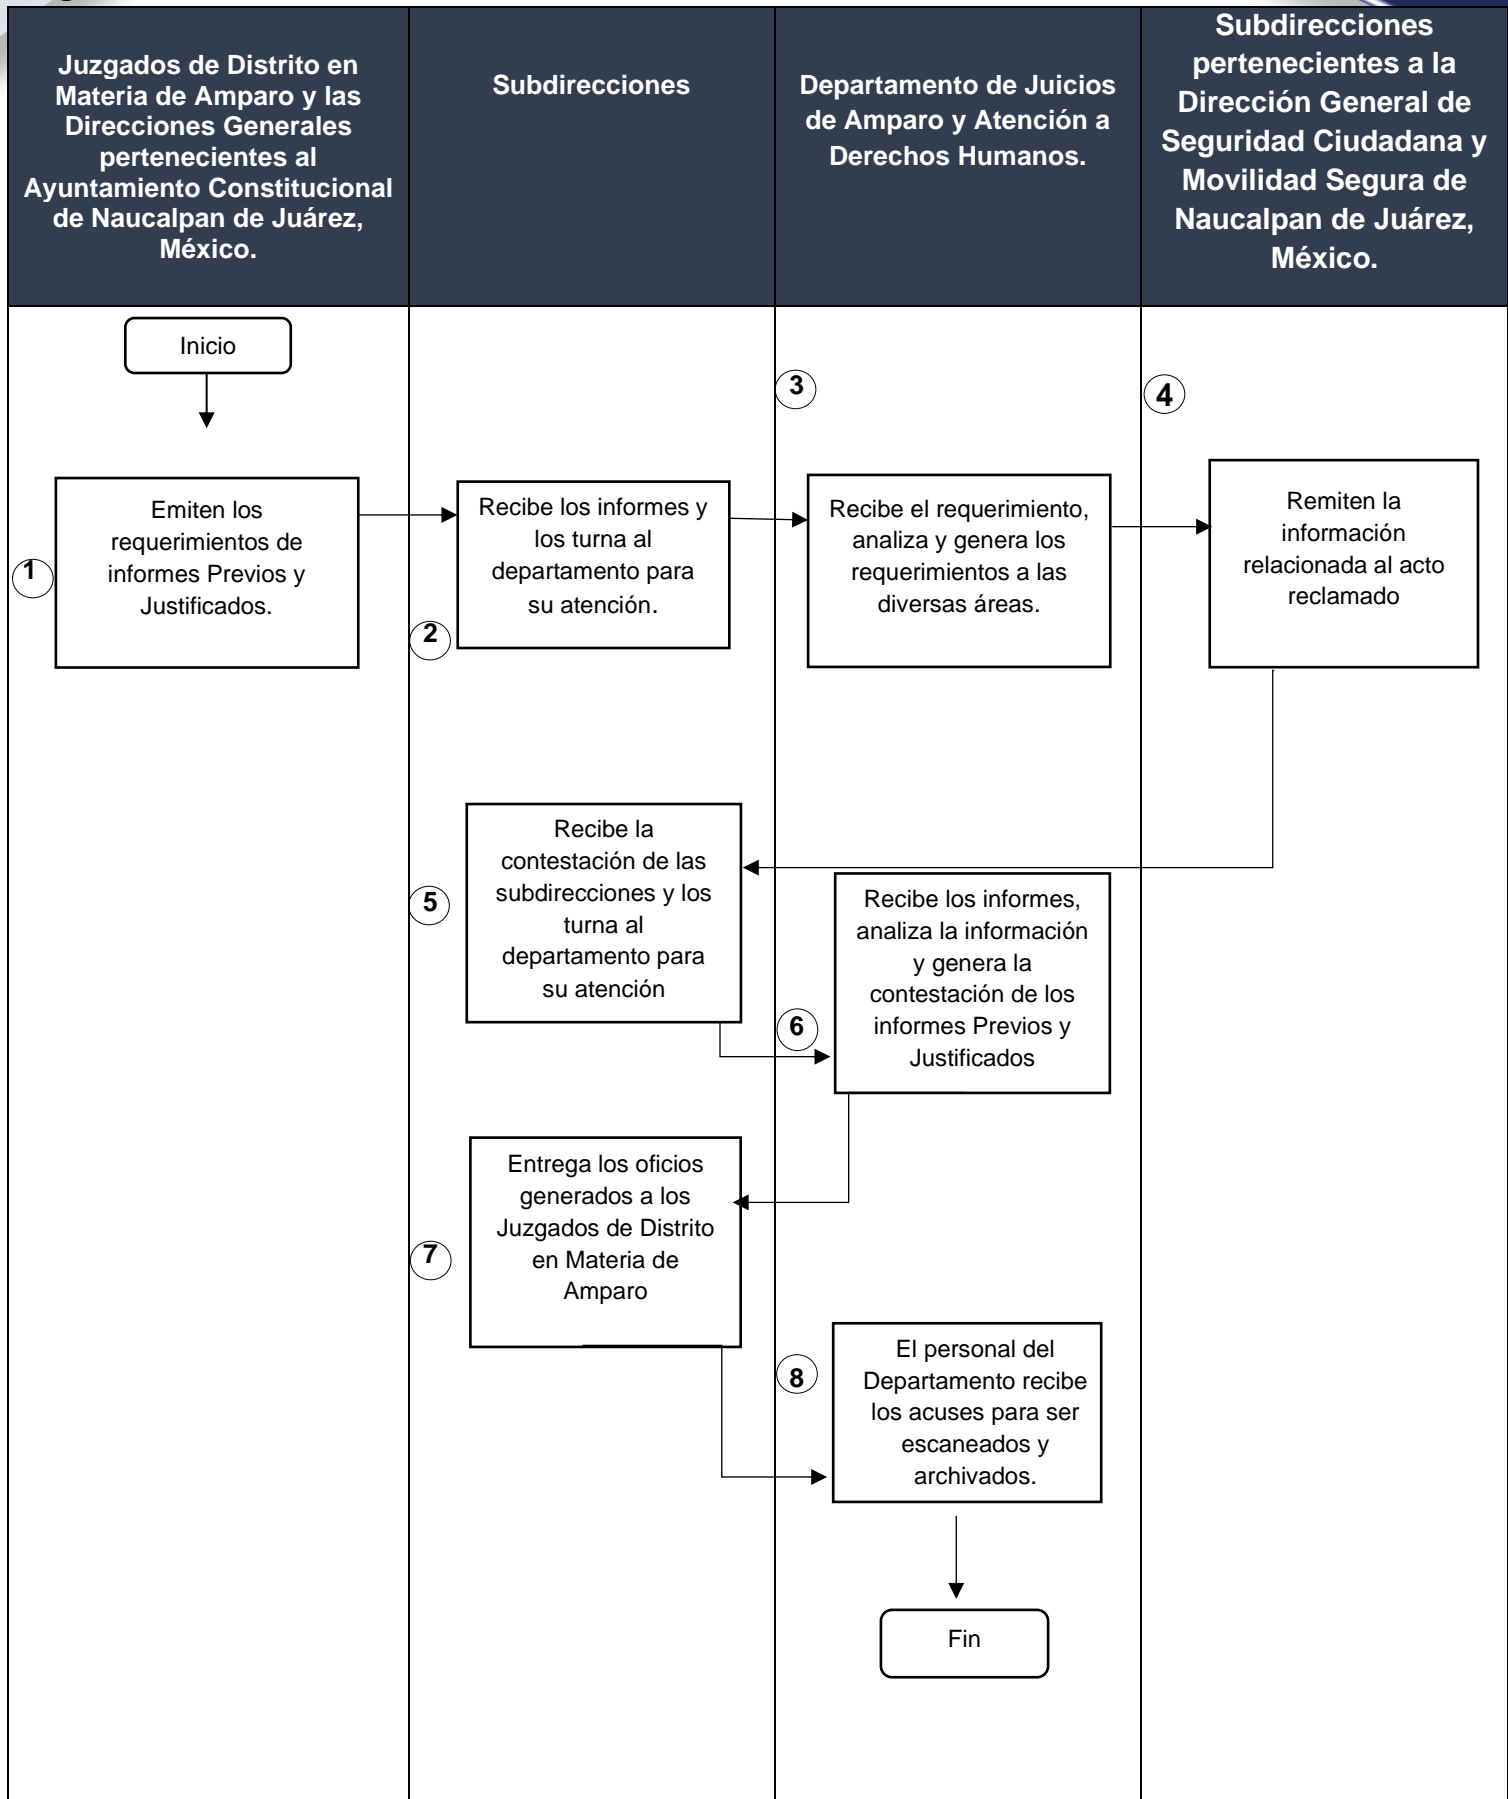 Juzgados de Distrito en
Materia de Amparo y las
Direcciones Generales
pertenecientes al
Ayuntamiento Constitucional
de Naucalpan de Juárez,
México.
Subdirecciones
Departamento de Juicios
de Amparo y Atención a
Derechos Humanos.
Subdirecciones
pertenecientes a la
Dirección General de
Seguridad Ciudadana y
Movilidad Segura de
Naucalpan de Juárez,
México.
Inicio
1
Emiten los
requerimientos de
informes Previos y
Justificados.
2
Recibe los informes y
los turna al
departamento para
su atención.
3
Recibe el requerimiento,
analiza y genera los
requerimientos a las
diversas áreas.
4
Remiten la
información
relacionada al acto
reclamado
5
Recibe la
contestación de las
subdirecciones y los
turna al
departamento para
su atención
6
Recibe los informes,
analiza la información
y genera la
contestación de los
informes Previos y
Justificados
7
Entrega los oficios
generados a los
Juzgados de Distrito
en Materia de
Amparo
8
El personal del
Departamento recibe
los acuses para ser
escaneados y
archivados.
Fin